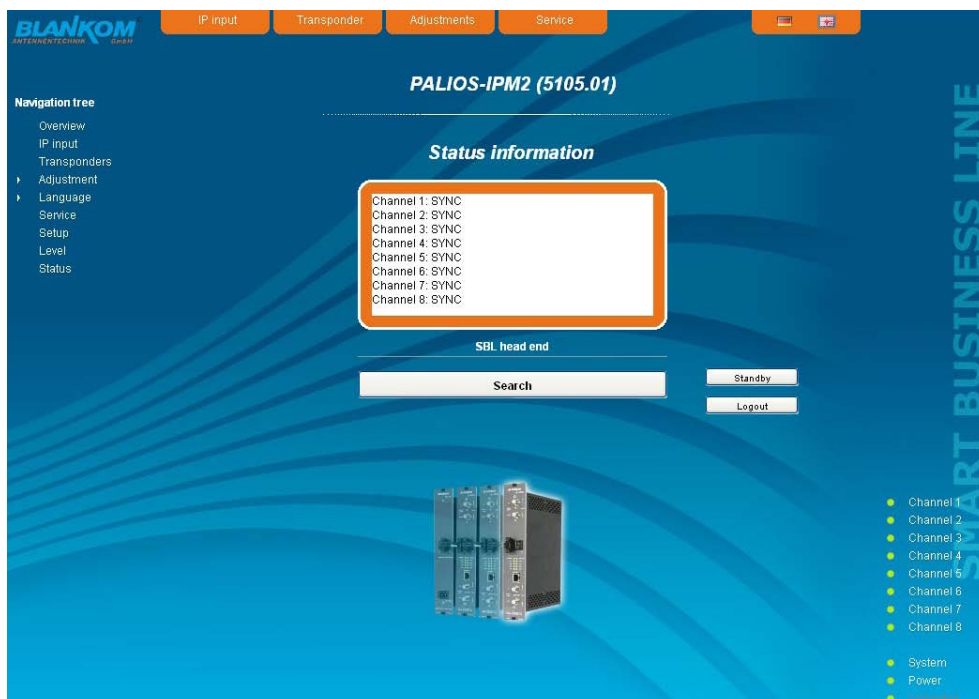 BLANKOM
ANTENNENTECHNIK GmbH
IP input
Transponder
Adjustments
Service
PALIOS-IPM2 (5105.01)
Navigation tree
Overview
IP input
Transponders
Adjustment
Language
Service
Setup
Level
Status
Status information
Channel 1: SYNC
Channel 2: SYNC
Channel 3: SYNC
Channel 4: SYNC
Channel 5: SYNC
Channel 6: SYNC
Channel 7: SYNC
Channel 8: SYNC
SBL head end
Search
Standby
Logout
SMART BUSINESS LINE
Channel 1
Channel 2
Channel 3
Channel 4
Channel 5
Channel 6
Channel 7
Channel 8
System
Power